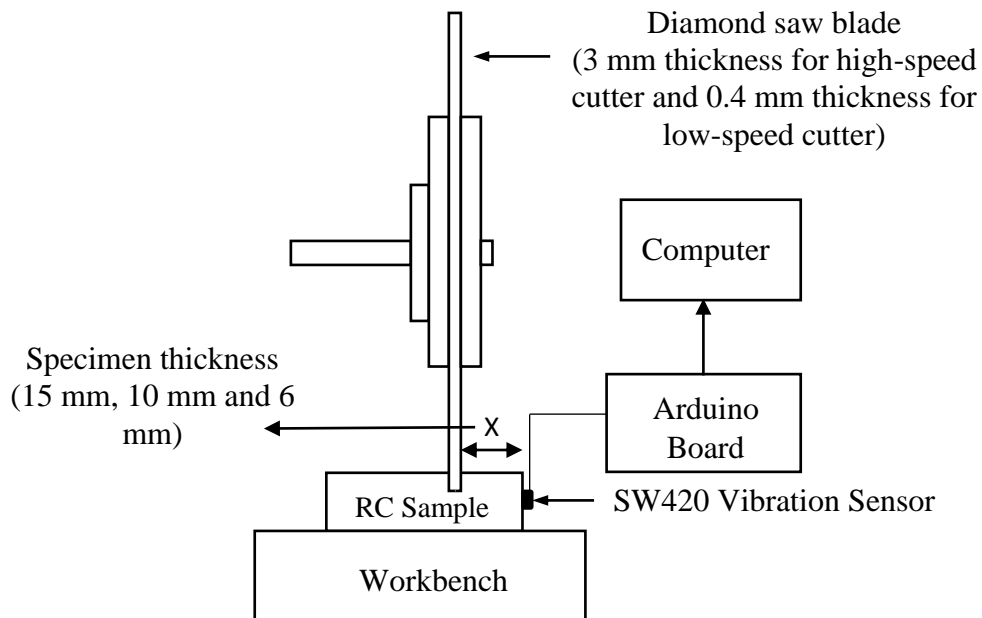 Diamond saw blade
(3 mm thickness for high-speed
cutter and 0.4 mm thickness for
low-speed cutter)
Computer
Specimen thickness
(15 mm, 10 mm and 6
mm)
X
Arduino
Board
RC Sample
SW420 Vibration Sensor
Workbench